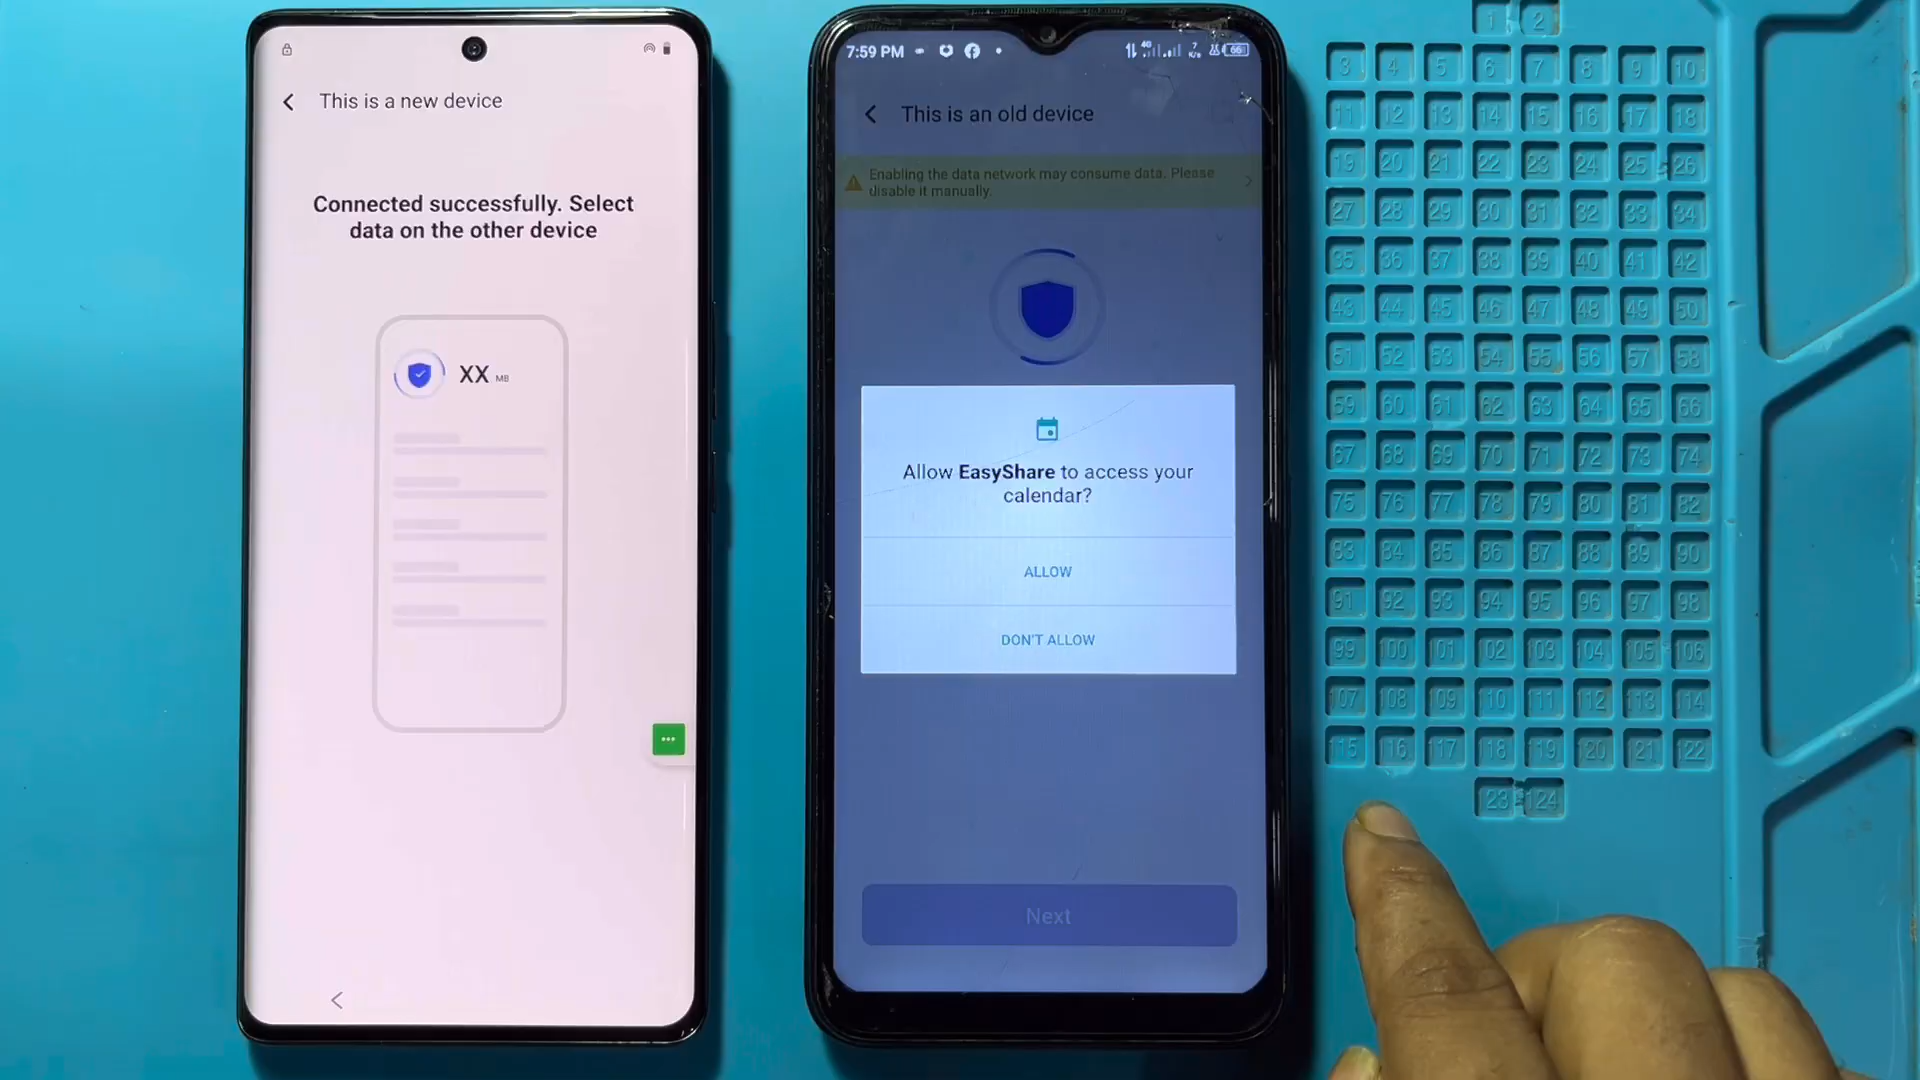 This is a new device
Connected successfully. Select
data on the other device
XX MB
7:59 PM
4G
7
K/s
66
This is an old device
Enabling the data network may consume data. Please
disable it manually.
Allow EasyShare to access your
calendar?
ALLOW
DON'T ALLOW
Next
1 2
3 4 5 6 7 8 9 10
11 12 13 14 15 16 17 18
19 20 21 22 23 24 25 26
27 28 29 30 31 32 33 34
35 36 37 38 39 40 41 42
43 44 45 46 47 48 49 50
51 52 53 54 55 56 57 58
59 60 61 62 63 64 65 66
67 68 69 70 71 72 73 74
75 76 77 78 79 80 81 82
83 84 85 86 87 88 89 90
91 92 93 94 95 96 97 98
99 100 101 102 103 104 105 106
107 108 109 110 111 112 113 114
115 116 117 118 119 120 121 122
123 124